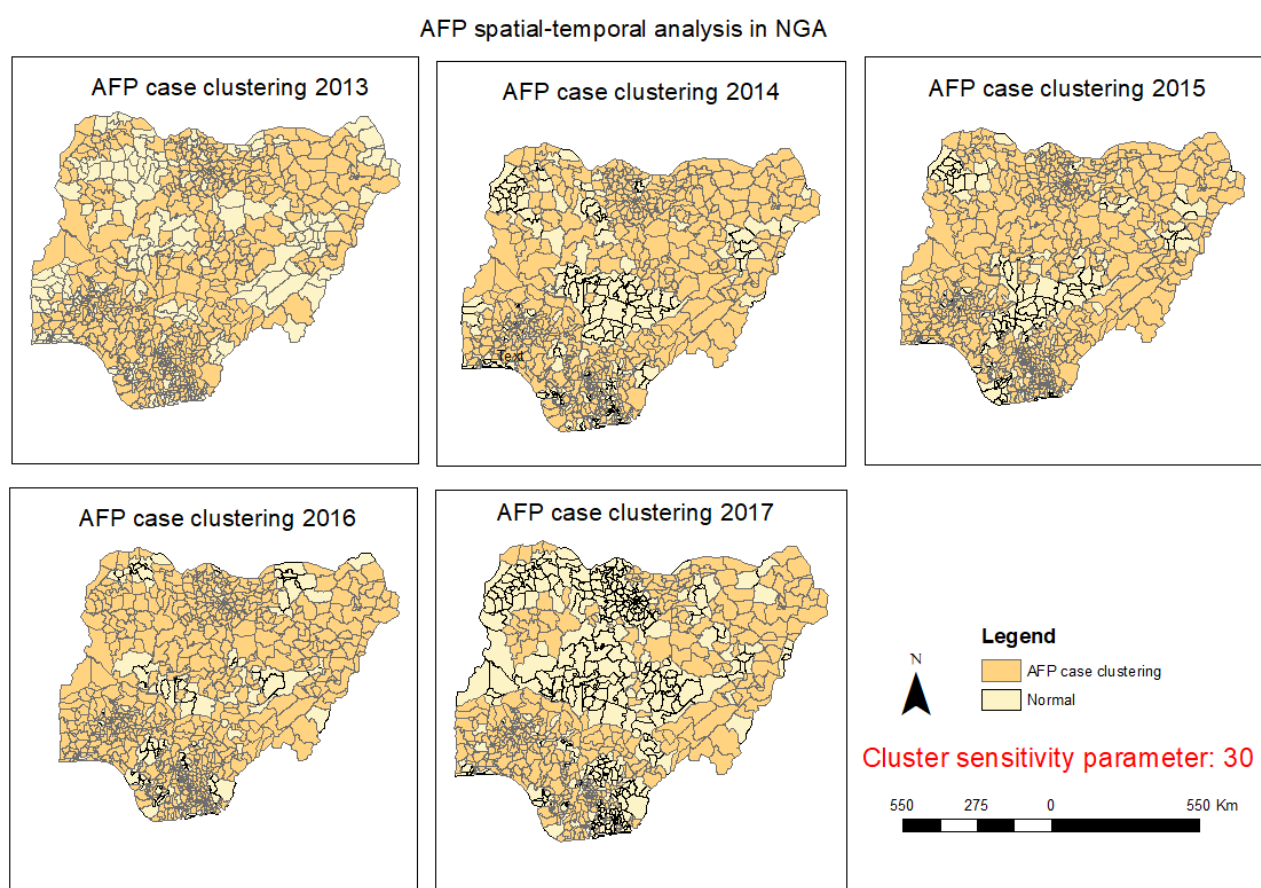 AFP spatial-temporal analysis in NGA
AFP case clustering 2013
AFP case clustering 2014
AFP case clustering 2015
Text
AFP case clustering 2016
AFP case clustering 2017
Legend
N
AFP case clustering
Normal
Cluster sensitivity parameter: 30
550 275 0 550 Km